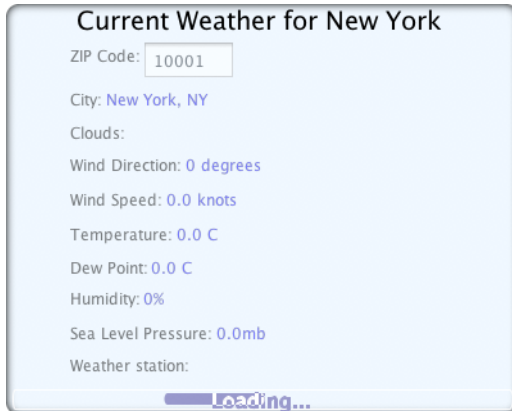 Current Weather for New York
ZIP Code: 10001
City: New York, NY
Clouds:
Wind Direction: 0 degrees
Wind Speed: 0.0 knots
Temperature: 0.0 C
Dew Point: 0.0 C
Humidity: 0%
Sea Level Pressure: 0.0mb
Weather station:
Loading...